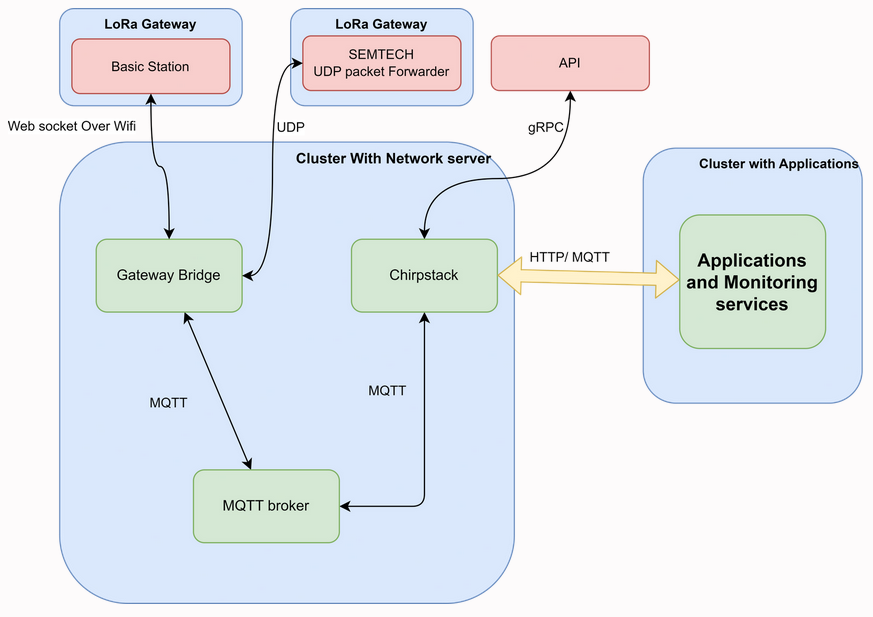 LoRa Gateway
Basic Station
LoRa Gateway
SEMTECH
UDP packet Forwarder
API
Web socket Over Wifi
UDP
gRPC
Cluster With Network server
Cluster with Applications
Gateway Bridge
Chirpstack
HTTP/ MQTT
Applications
and Monitoring
services
MQTT
MQTT
MQTT broker